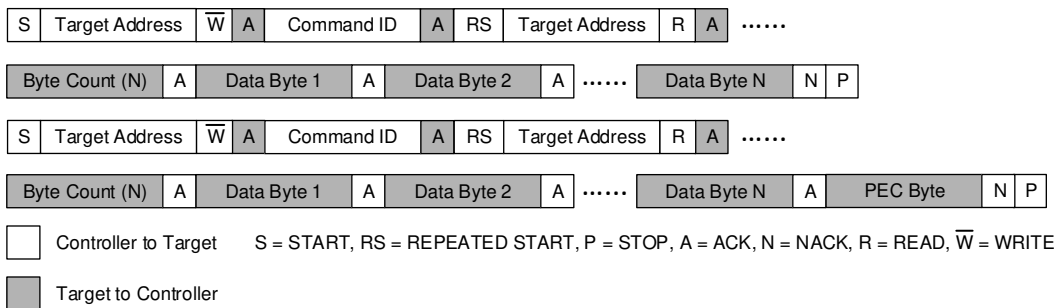 S Target Address W̅ A Command ID A RS Target Address R A ......
Byte Count (N) A Data Byte 1 A Data Byte 2 A ...... Data Byte N N P
S Target Address W̅ A Command ID A RS Target Address R A ......
Byte Count (N) A Data Byte 1 A Data Byte 2 A ...... Data Byte N A PEC Byte N P
Controller to Target S = START, RS = REPEATED START, P = STOP, A = ACK, N = NACK, R = READ, W̅ = WRITE
Target to Controller